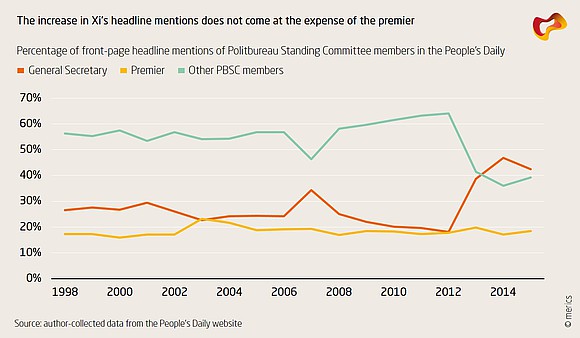 The increase in Xi's headline mentions does not come at the expense of the premier
Percentage of front-page headline mentions of Politbureau Standing Committee members in the People's Daily
General Secretary Premier Other PBSC members
70%
60%
50%
40%
30%
20%
10%
0%
1998 2000 2002 2004 2006 2008 2010 2012 2014
Source: author-collected data from the People's Daily website
© merics